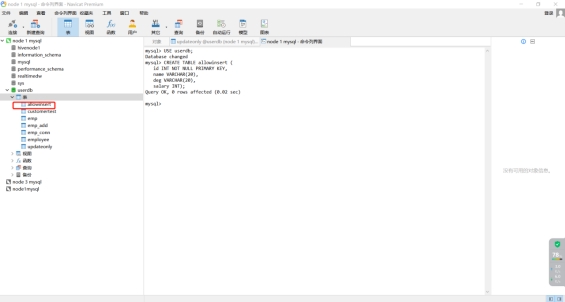 node 1 mysql - 命令列界面 - Navicat Premium
文件 编辑 查看 命令列界面 收藏夹 工具 窗口 帮助 登录
连接 新建查询 表 视图 函数 用户 其它 查询 备份 自动运行 模型 图表
node 1 mysql
hivenode1
information_schema
mysql
performance_schema
realtimedw
sys
userdb
表
allowinsert
customertest
emp
emp_add
emp_conn
employee
updateonly
视图
函数
查询
备份
node 3 mysql
node1mysql
对象 updateonly @userdb (node 1 mysql)... node 1 mysql - 命令列界面
mysql> USE userdb;
Database changed
mysql> CREATE TABLE allowinsert (
id INT NOT NULL PRIMARY KEY,
name VARCHAR(20),
deg VARCHAR(20),
salary INT);
Query OK, 0 rows affected (0.02 sec)
mysql>
没有可用的对象信息。